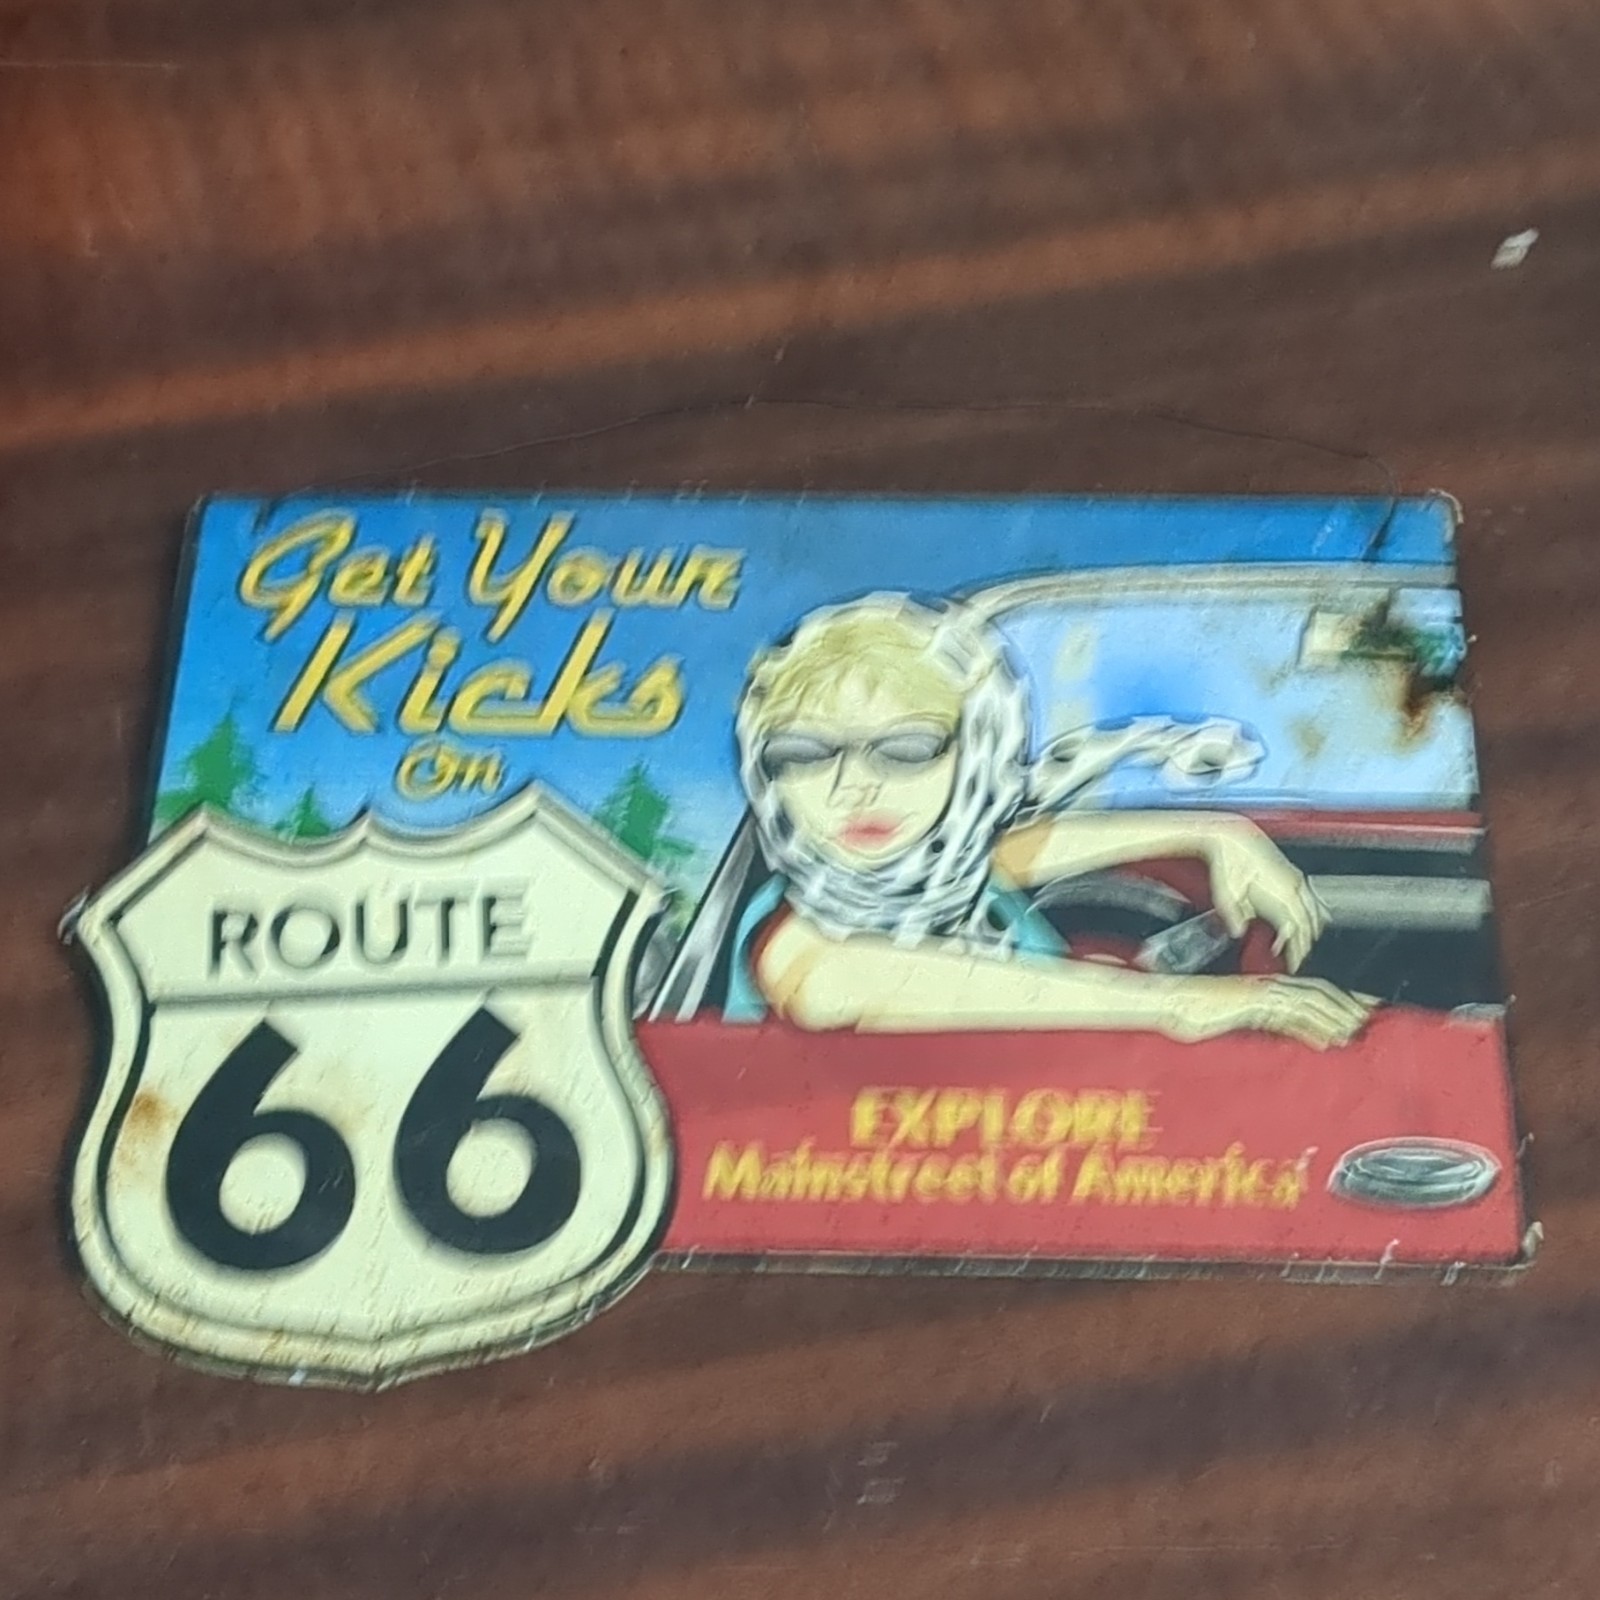 Get Your
Kicks
On
ROUTE
66
EXPLORE
Mainstreet of America